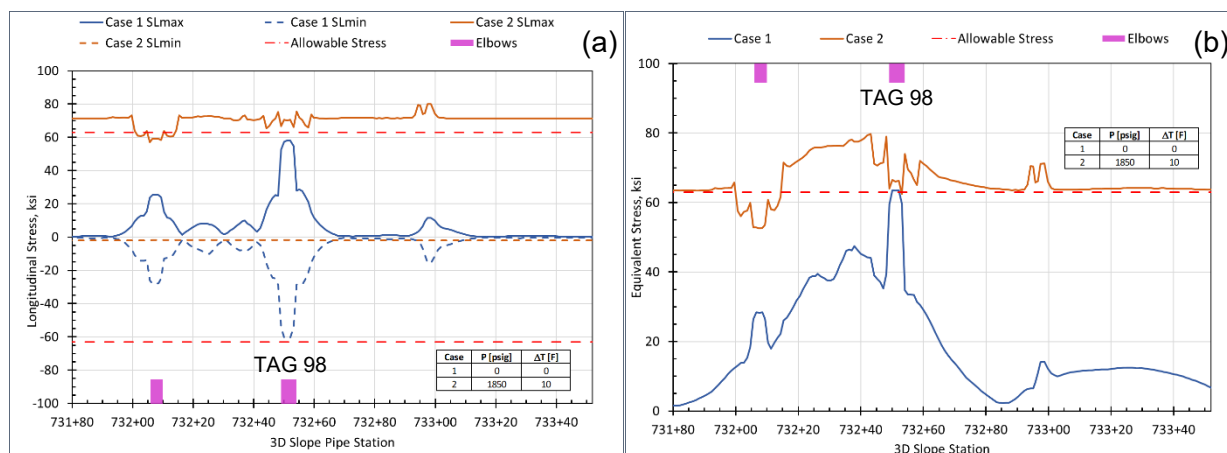 Case 1 SLmax
Case 1 SLmin
Case 2 SLmax
Case 2 SLmin
Allowable Stress
Elbows
(a)
Longitudinal Stress, ksi
100
80
60
40
20
0
-20
-40
-60
-80
-100
TAG 98
Case P [psig] ΔT [F]
1 0 0
2 1850 10
731+80 732+00 732+20 732+40 732+60 732+80 733+00 733+20 733+40
3D Slope Pipe Station
Case 1
Case 2
Allowable Stress
Elbows
(b)
TAG 98
Equivalent Stress, ksi
100
80
60
40
20
0
Case P [psig] ΔT [F]
1 0 0
2 1850 10
731+80 732+00 732+20 732+40 732+60 732+80 733+00 733+20 733+40
3D Slope Station